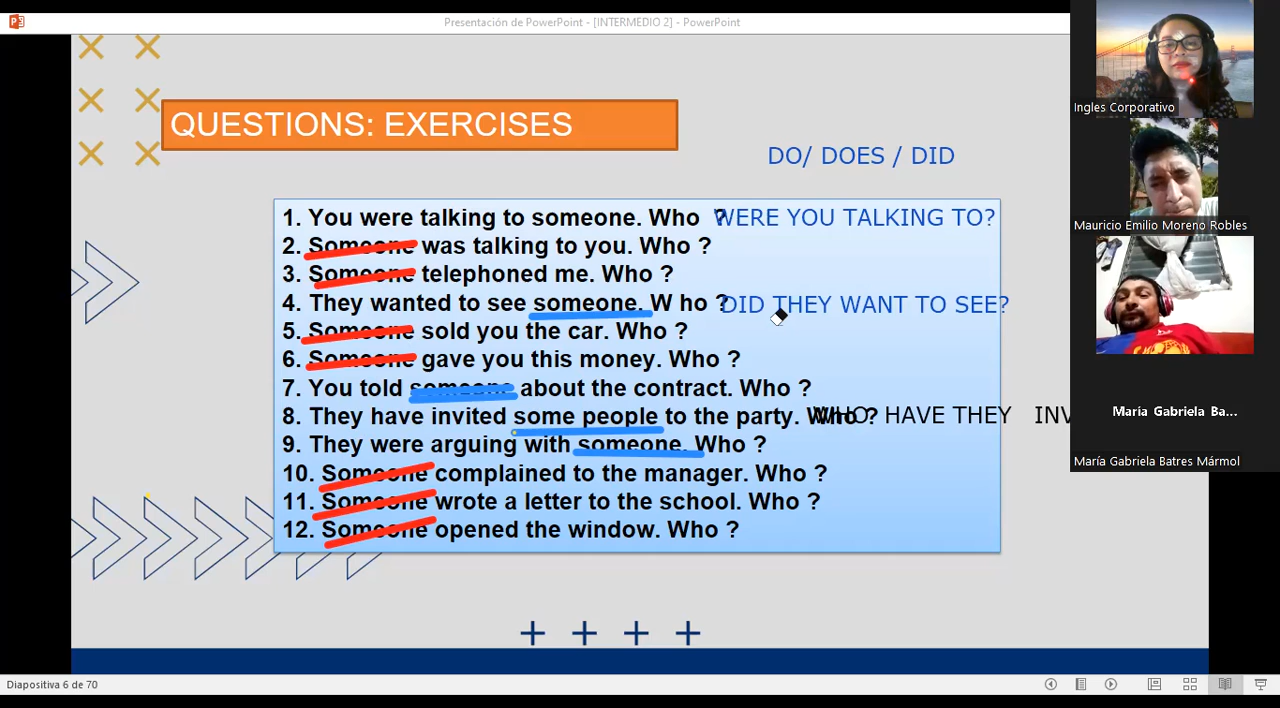 Presentación de PowerPoint - [INTERMEDIO 2] - PowerPoint
Ingles Corporativo
QUESTIONS: EXERCISES
DO/ DOES / DID
1. You were talking to someone. Who ? WERE YOU TALKING TO?
Mauricio Emilio Moreno Robles
2. Someone was talking to you. Who ?
3. Someone telephoned me. Who ?
4. They wanted to see someone. W ho ? DID THEY WANT TO SEE?
5. Someone sold you the car. Who ?
6. Someone gave you this money. Who ?
7. You told someone about the contract. Who ?
8. They have invited some people to the party. Who ? WHO HAVE THEY INV
María Gabriela Ba...
9. They were arguing with someone. Who ?
María Gabriela Batres Mármol
10. Someone complained to the manager. Who ?
11. Someone wrote a letter to the school. Who ?
12. Someone opened the window. Who ?
Diapositiva 6 de 70